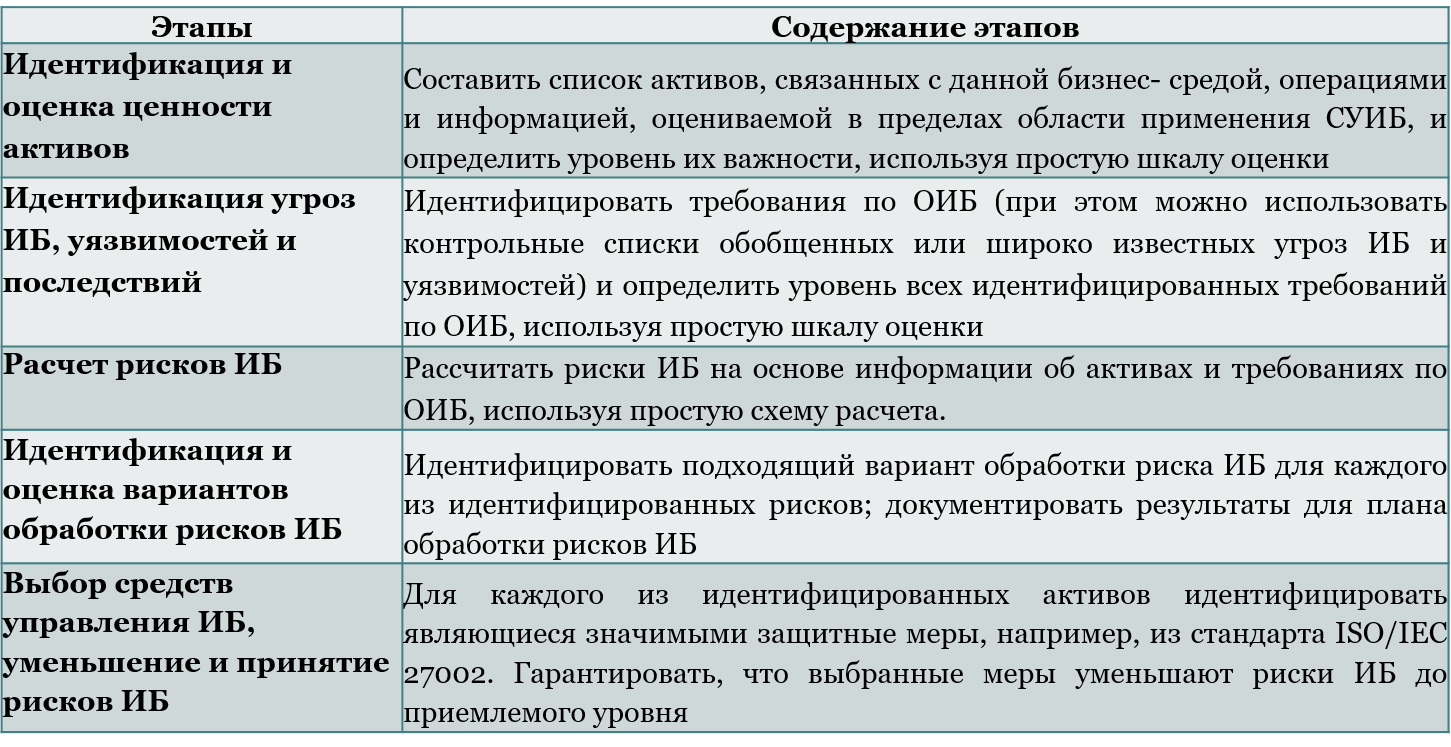 Этапы
Содержание этапов
Идентификация и
оценка ценности
активов
Составить список активов, связанных с данной бизнес- средой, операциями
и информацией, оцениваемой в пределах области применения СУИБ, и
определить уровень их важности, используя простую шкалу оценки
Идентификация угроз
ИБ, уязвимостей и
последствий
Идентифицировать требования по ОИБ (при этом можно использовать
контрольные списки обобщенных или широко известных угроз ИБ и
уязвимостей) и определить уровень всех идентифицированных требований
по ОИБ, используя простую шкалу оценки
Расчет рисков ИБ
Рассчитать риски ИБ на основе информации об активах и требованиях по
ОИБ, используя простую схему расчета.
Идентификация и
оценка вариантов
обработки рисков ИБ
Идентифицировать подходящий вариант обработки риска ИБ для каждого
из идентифицированных рисков; документировать результаты для плана
обработки рисков ИБ
Выбор средств
управления ИБ,
уменьшение и принятие
рисков ИБ
Для каждого из идентифицированных активов идентифицировать
являющиеся значимыми защитные меры, например, из стандарта ISO/IEC
27002. Гарантировать, что выбранные меры уменьшают риски ИБ до
приемлемого уровня